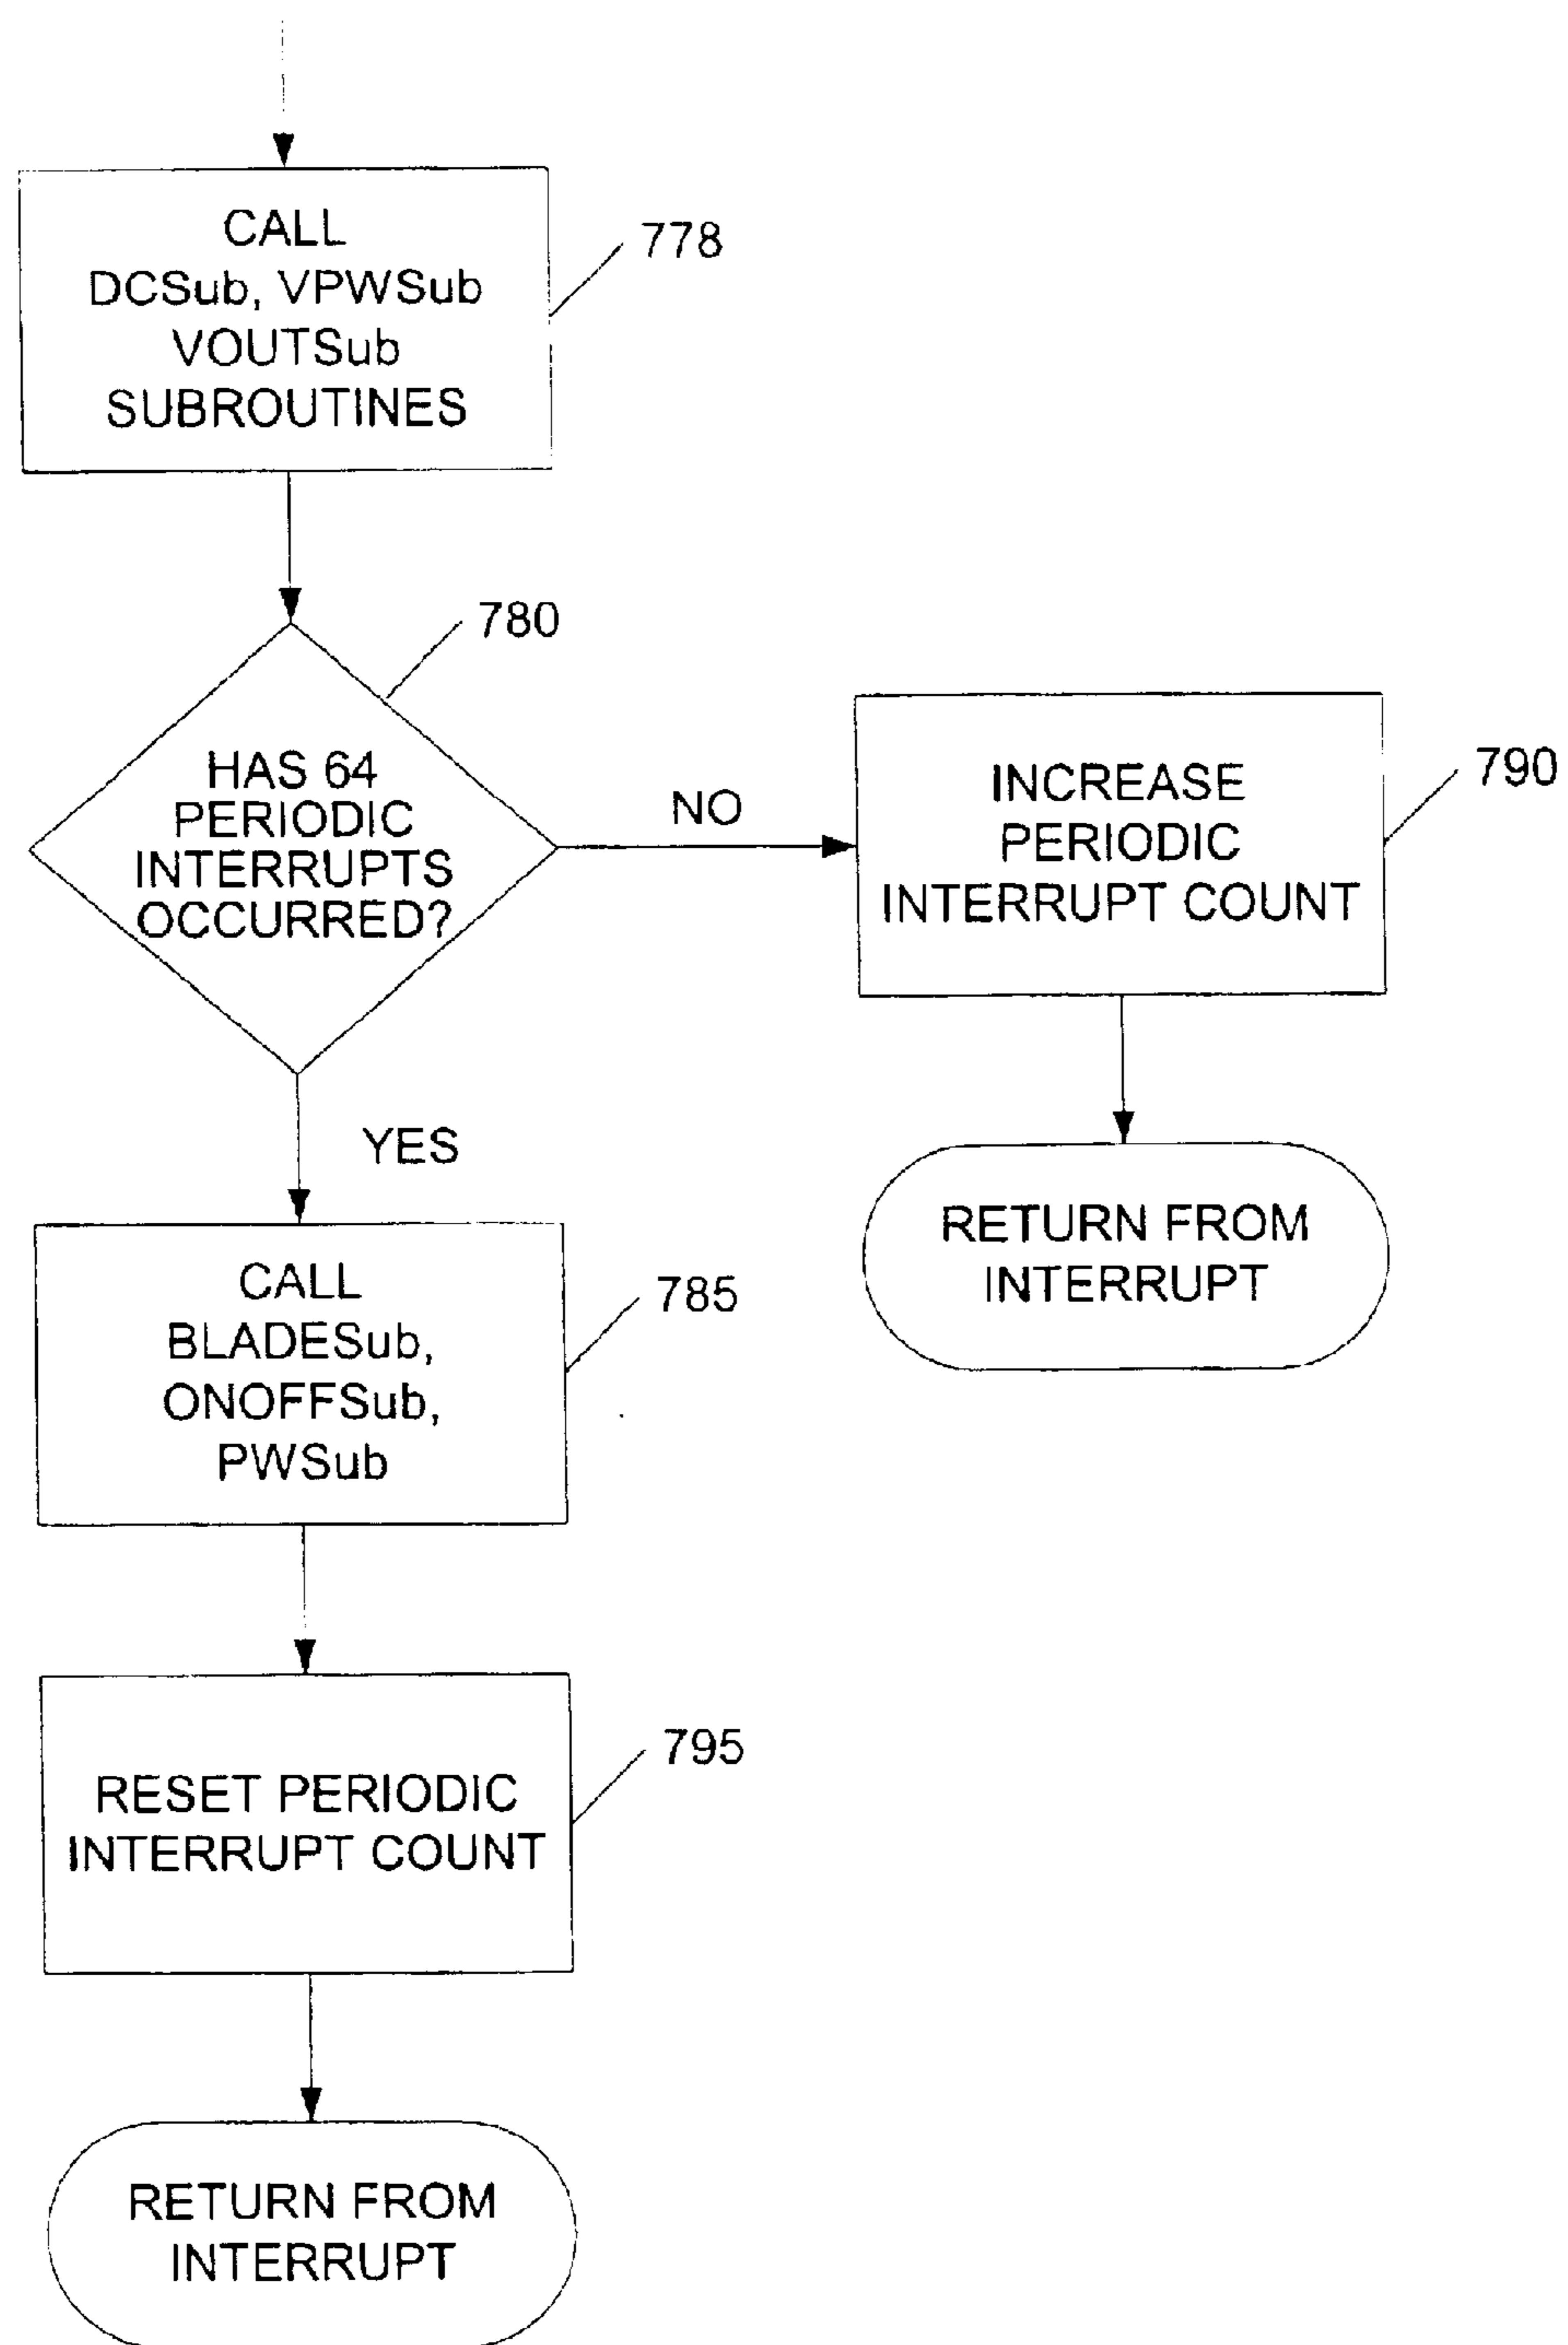 CALL
DCSub, VPWSub
VOUTSub
SUBROUTINES
778
HAS 64
PERIODIC
INTERRUPTS
OCCURRED?
780
NO
INCREASE
PERIODIC
INTERRUPT COUNT
790
RETURN FROM
INTERRUPT
YES
CALL
BLADESub,
ONOFFSub,
PWSub
785
RESET PERIODIC
INTERRUPT COUNT
795
RETURN FROM
INTERRUPT